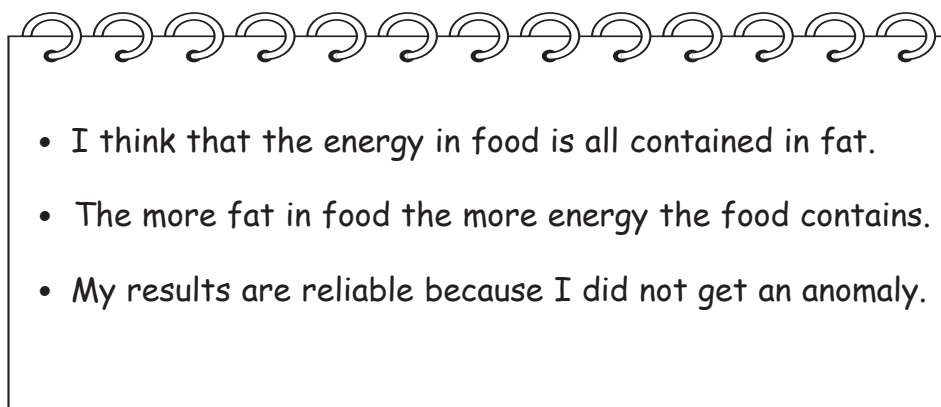 • I think that the energy in food is all contained in fat.
• The more fat in food the more energy the food contains.
• My results are reliable because I did not get an anomaly.